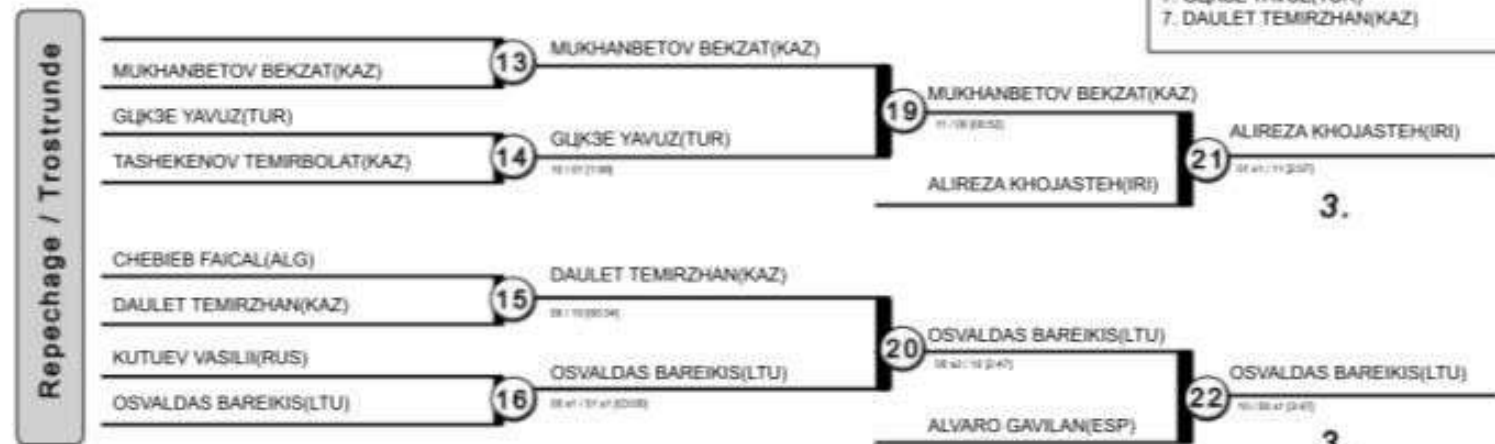 7. DAULET TEMIRZHAN(KAZ)
Repechage / Trostrunde
MUKHANBETOV BEKZAT(KAZ)
13
MUKHANBETOV BEKZAT(KAZ)
GIJK3E YAVUZ(TUR)
TASHEKENOV TEMIRBOLAT(KAZ)
14
GIJK3E YAVUZ(TUR)
19
MUKHANBETOV BEKZAT(KAZ)
ALIREZA KHOJASTEH(IRI)
21
ALIREZA KHOJASTEH(IRI)
3.
CHEBIEB FAICAL(ALG)
DAULET TEMIRZHAN(KAZ)
15
DAULET TEMIRZHAN(KAZ)
KUTUEV VASILII(RUS)
OSVALDAS BAREIKIS(LTU)
16
OSVALDAS BAREIKIS(LTU)
20
OSVALDAS BAREIKIS(LTU)
ALVARO GAVILAN(ESP)
22
OSVALDAS BAREIKIS(LTU)
3.